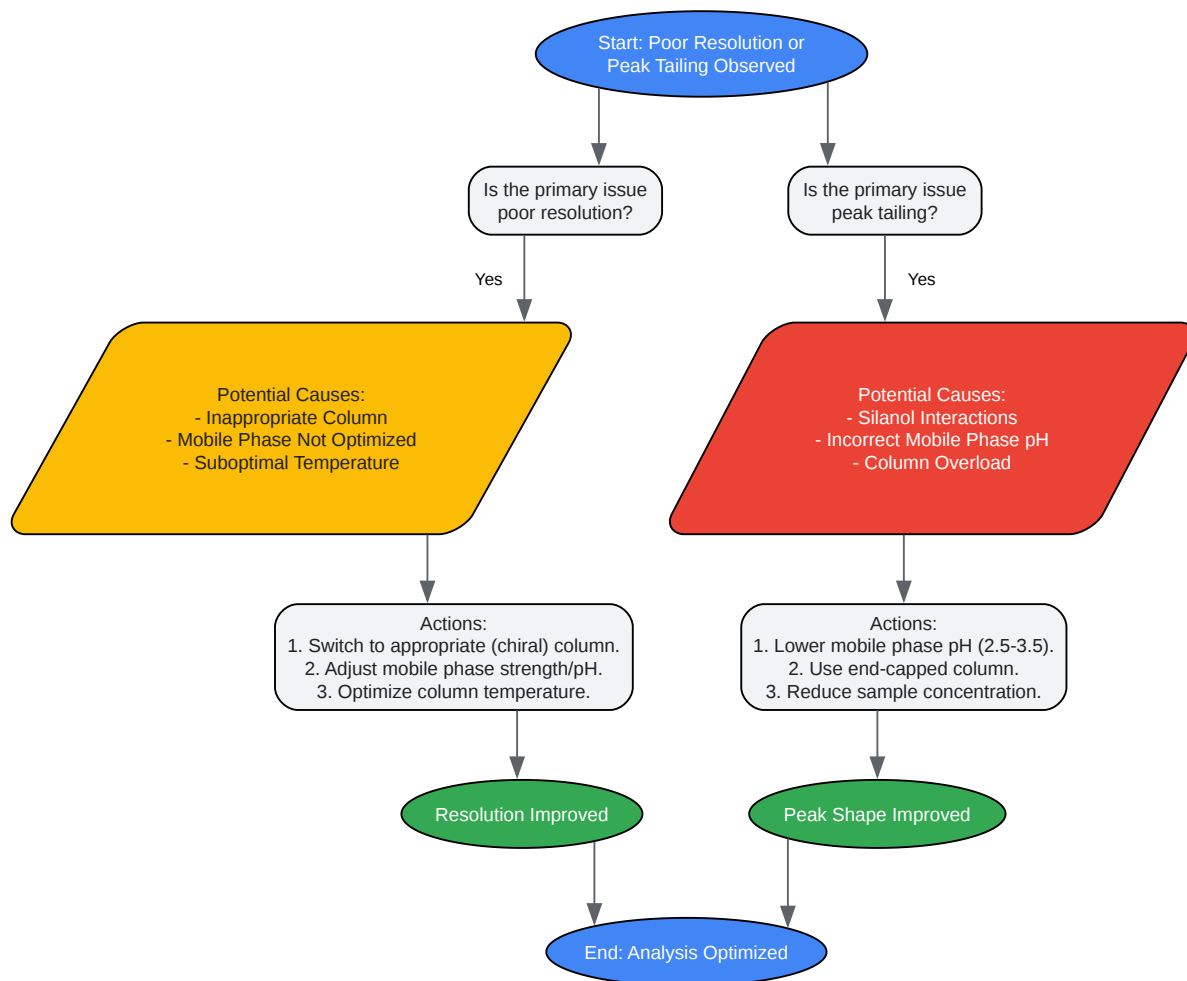 Start: Poor Resolution or
Peak Tailing Observed
Is the primary issue
poor resolution?
Is the primary issue
peak tailing?
Yes
Yes
Potential Causes:
- Inappropriate Column
- Mobile Phase Not Optimized
- Suboptimal Temperature
Potential Causes:
- Silanol Interactions
- Incorrect Mobile Phase pH
- Column Overload
Actions:
1. Switch to appropriate (chiral) column.
2. Adjust mobile phase strength/pH.
3. Optimize column temperature.
Actions:
1. Lower mobile phase pH (2.5-3.5).
2. Use end-capped column.
3. Reduce sample concentration.
Resolution Improved
Peak Shape Improved
End: Analysis Optimized